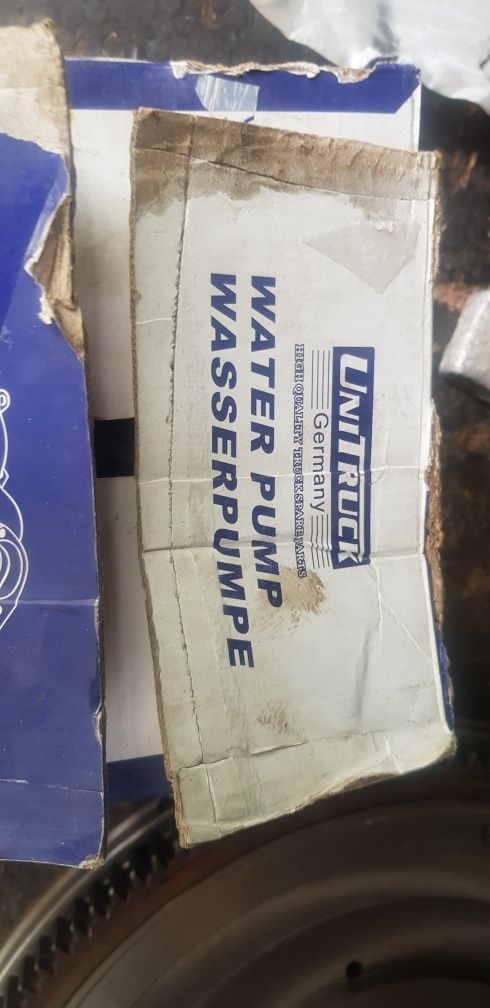 UNITRUCK
Germany
HIGH QUALITY TRUCK SPARE PARTS
WATER PUMP
WASSERPUMPE